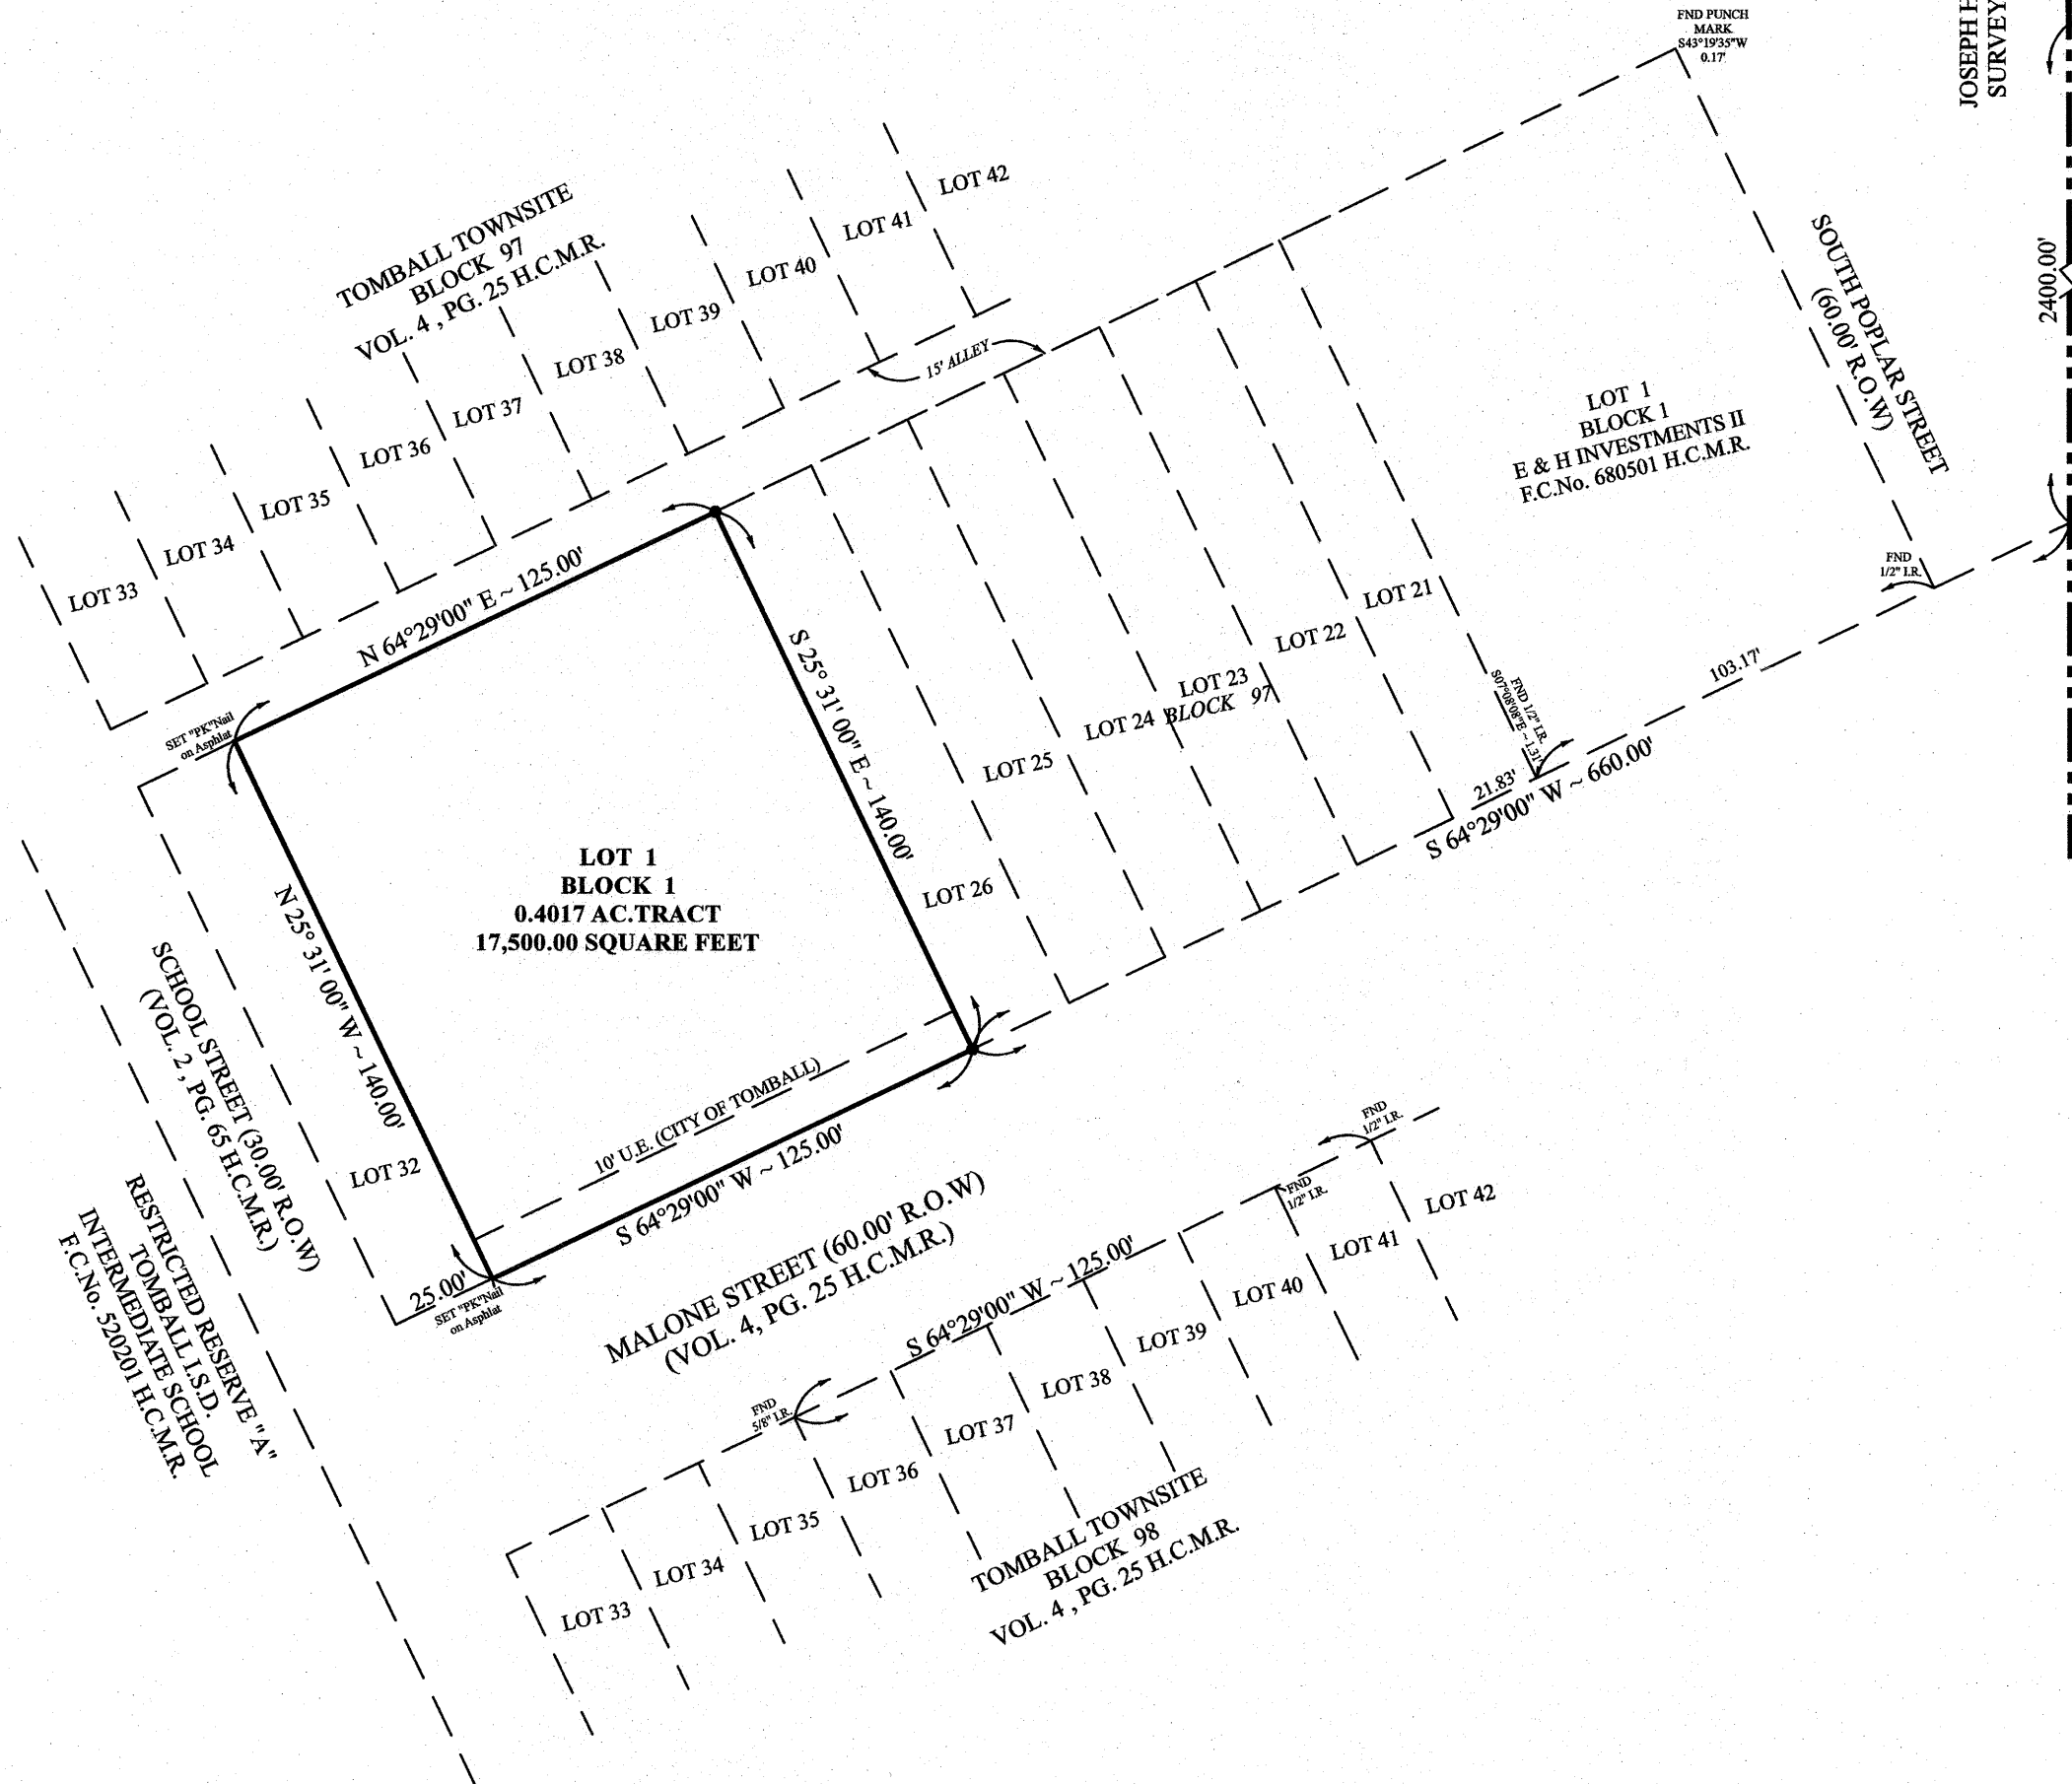 FND PUNCH
MARK
S43°19'35"W
0.17'
JOSEPH H
SURVEY
2400.00'
TOMBALL TOWNSITE
BLOCK 97
VOL. 4 , PG. 25 H.C.M.R.
LOT 42
LOT 41
LOT 40
LOT 39
LOT 38
LOT 37
LOT 36
LOT 35
LOT 34
LOT 33
15' ALLEY
SOUTH POPLAR STREET
(60.00' R.O.W)
LOT 1
BLOCK 1
E & H INVESTMENTS II
F.C.No. 680501 H.C.M.R.
FND
1/2" I.R.
N 64°29'00" E ~ 125.00'
S 25° 31' 00" E ~ 140.00'
SET "PK"Nail
on Asphlat
LOT 21
LOT 22
LOT 23
BLOCK 97
LOT 24
LOT 25
LOT 26
FND 1/2" I.R.
S07°08'08"E ~ 1.31'
103.17'
21.83'
S 64°29'00" W ~ 660.00'
LOT 1
BLOCK 1
0.4017 AC.TRACT
17,500.00 SQUARE FEET
N 25° 31' 00" W ~ 140.00'
SCHOOL STREET (30.00' R.O.W)
(VOL. 2 , PG. 65 H.C.M.R.)
LOT 32
10' U.E. (CITY OF TOMBALL)
S 64°29'00" W ~ 125.00'
25.00'
SET "PK"Nail
on Asphlat
RESTRICTED RESERVE "A"
TOMBALL I.S.D.
INTERMEDIATE SCHOOL
F.C.No. 520201 H.C.M.R.
MALONE STREET (60.00' R.O.W)
(VOL. 4, PG. 25 H.C.M.R.)
FND
1/2" I.R.
FND
1/2" I.R.
S 64°29'00" W ~ 125.00'
FND
5/8" I.R.
LOT 42
LOT 41
LOT 40
LOT 39
LOT 38
LOT 37
LOT 36
LOT 35
LOT 34
LOT 33
TOMBALL TOWNSITE
BLOCK 98
VOL. 4 , PG. 25 H.C.M.R.